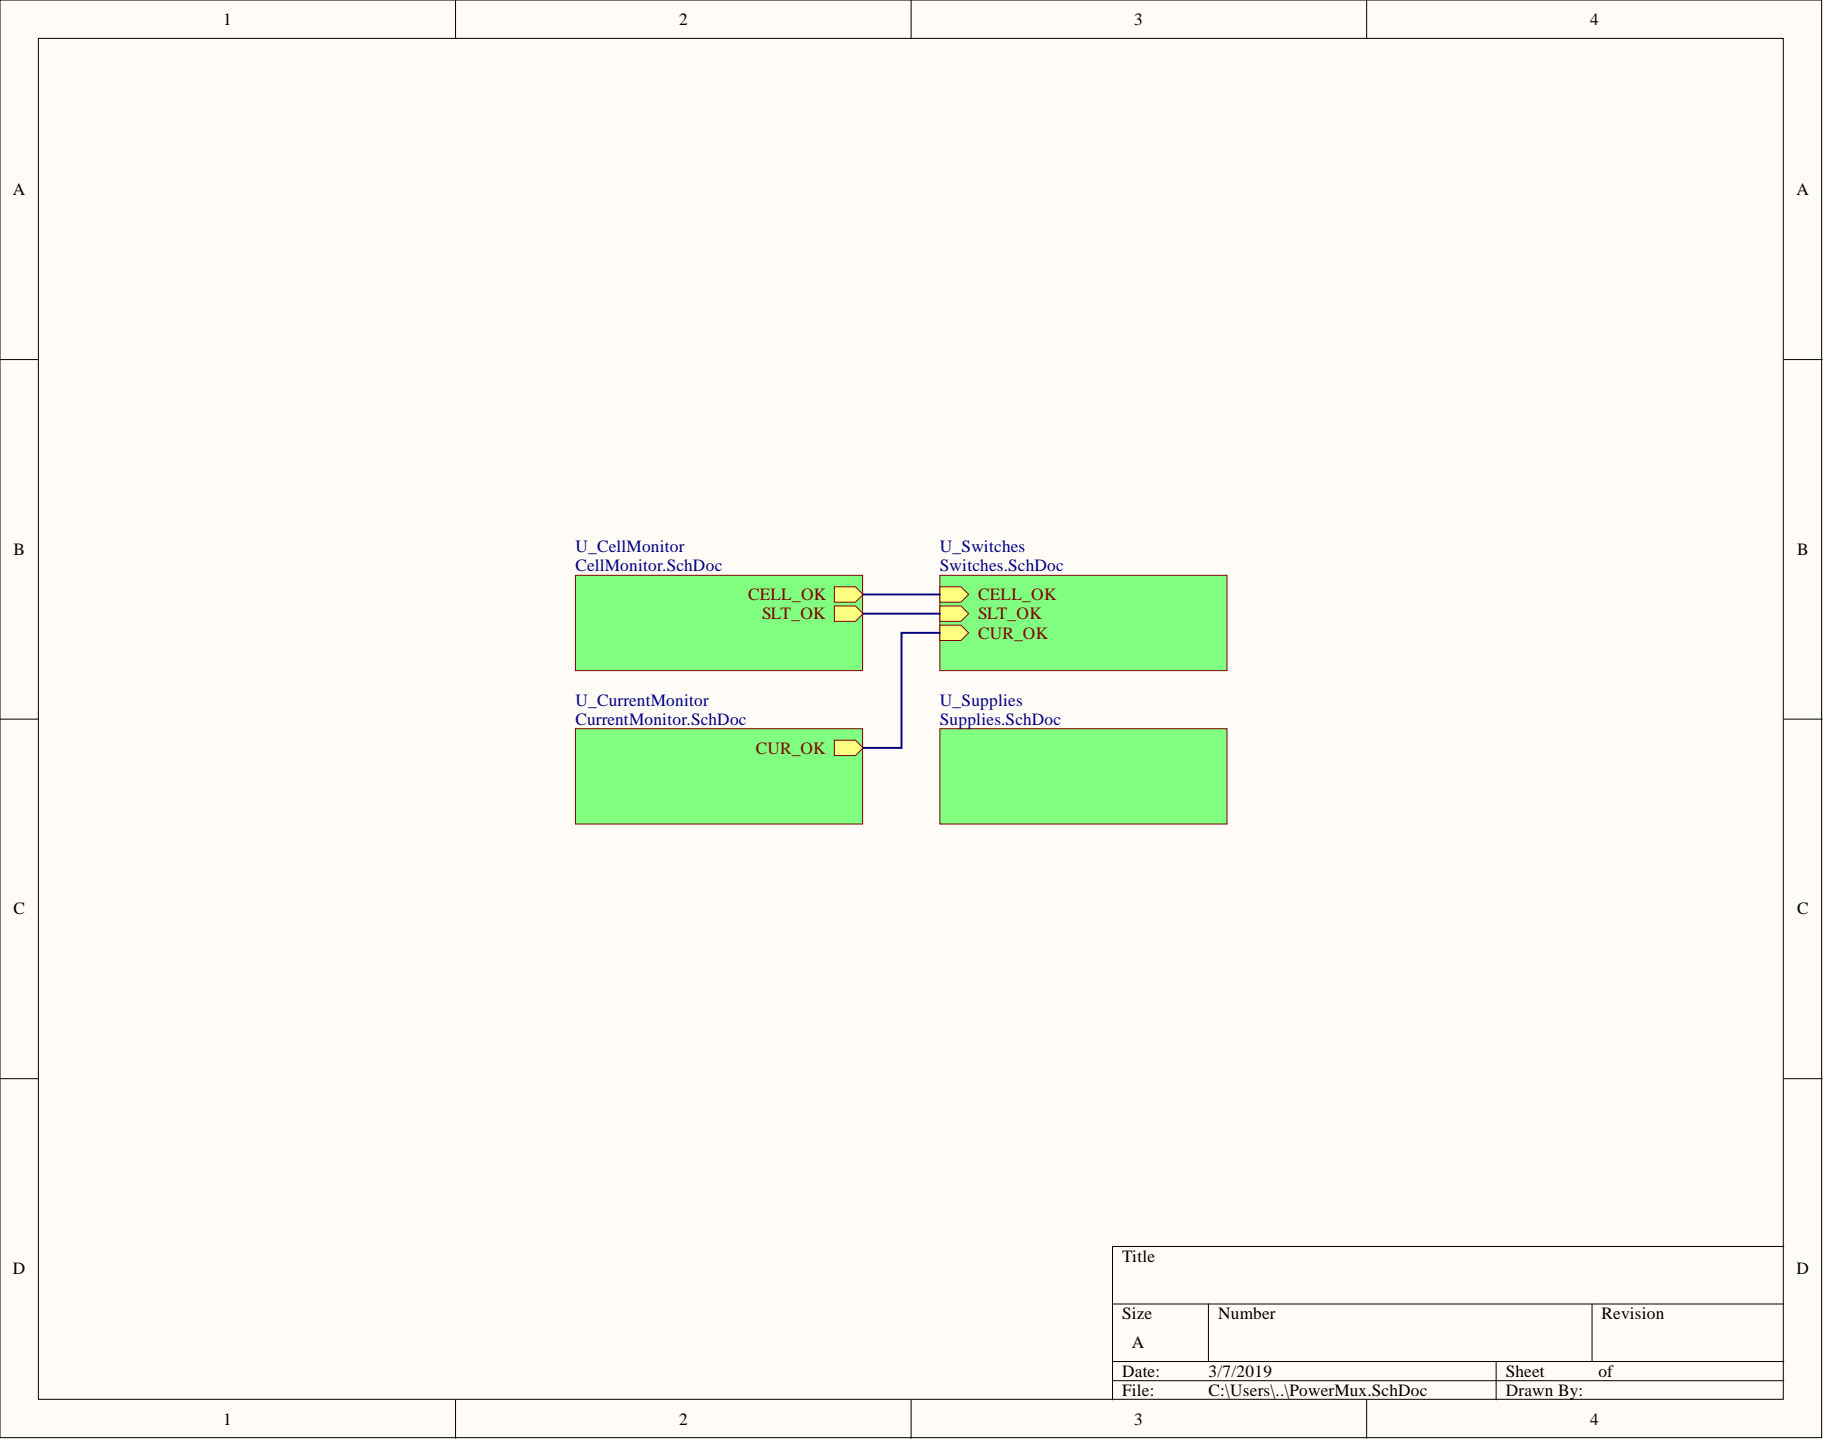 1 2 3 4
A A
B B
C C
D D
U_CellMonitor
CellMonitor.SchDoc
CELL_OK
SLT_OK
U_Switches
Switches.SchDoc
CELL_OK
SLT_OK
CUR_OK
U_CurrentMonitor
CurrentMonitor.SchDoc
CUR_OK
U_Supplies
Supplies.SchDoc
Title
Size Number Revision
A
Date: 3/7/2019 Sheet of
File: C:\Users\..\PowerMux.SchDoc Drawn By:
1 2 3 4